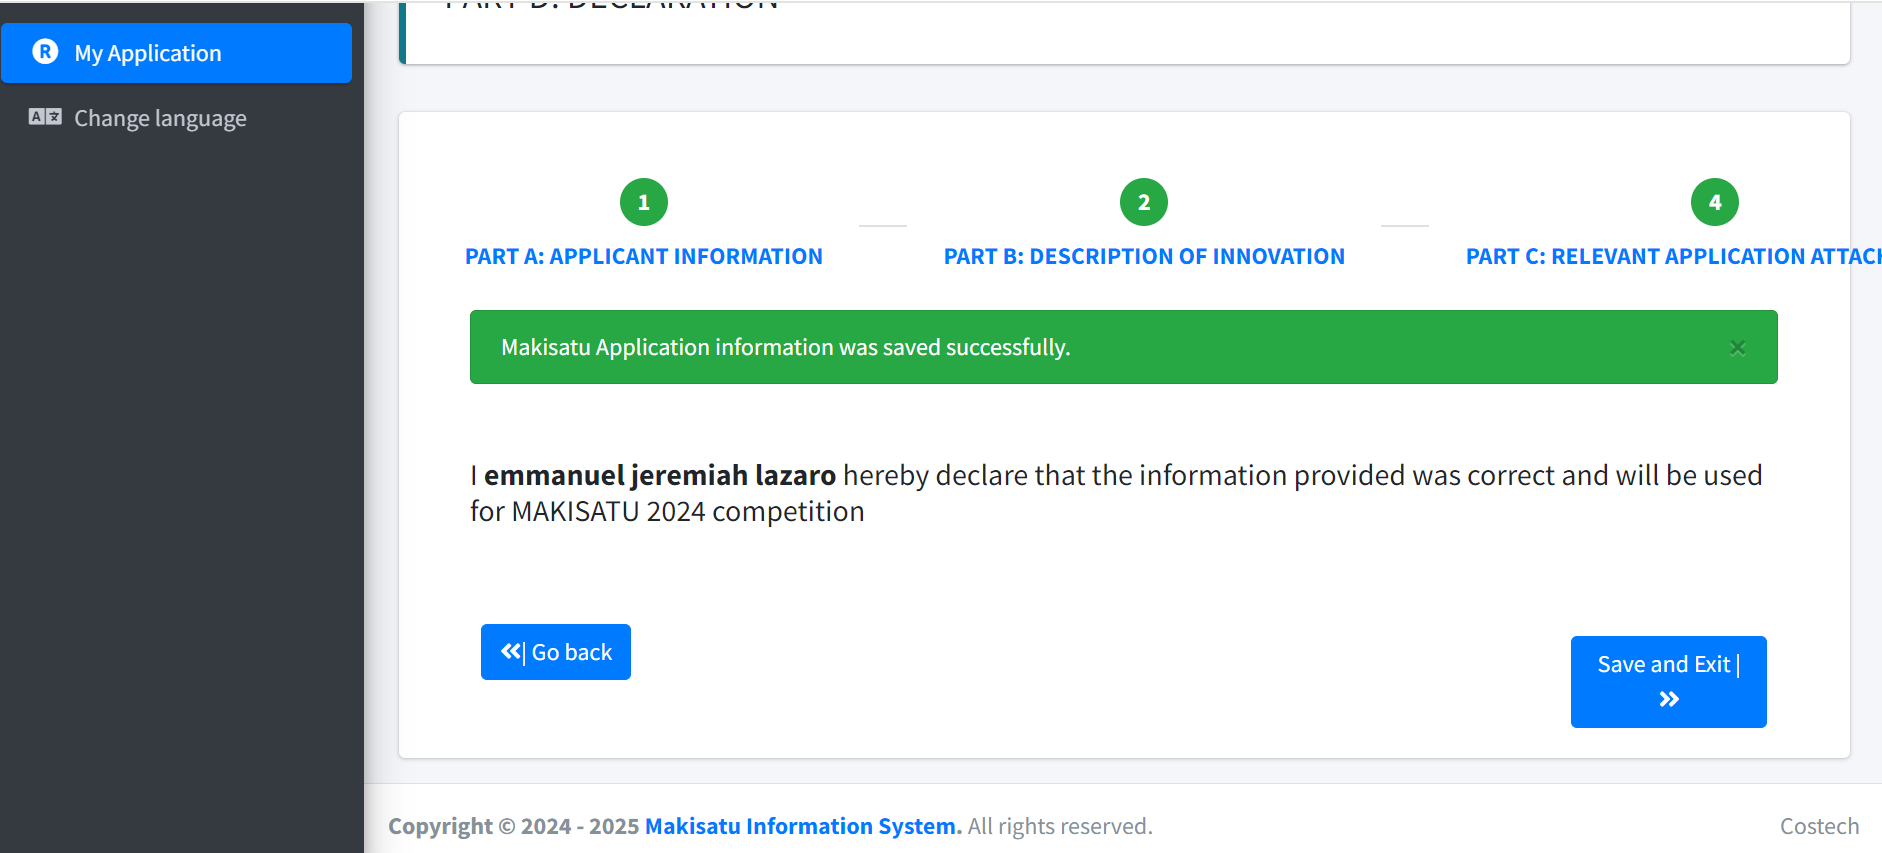 PART D: DECLARATION
R My Application
Change language
1
2
4
PART A: APPLICANT INFORMATION
PART B: DESCRIPTION OF INNOVATION
PART C: RELEVANT APPLICATION ATTACH
Makisatu Application information was saved successfully. ×
I emmanuel jeremiah lazaro hereby declare that the information provided was correct and will be used
for MAKISATU 2024 competition
«| Go back
Save and Exit |
»
Copyright © 2024 - 2025 Makisatu Information System. All rights reserved.
Costech